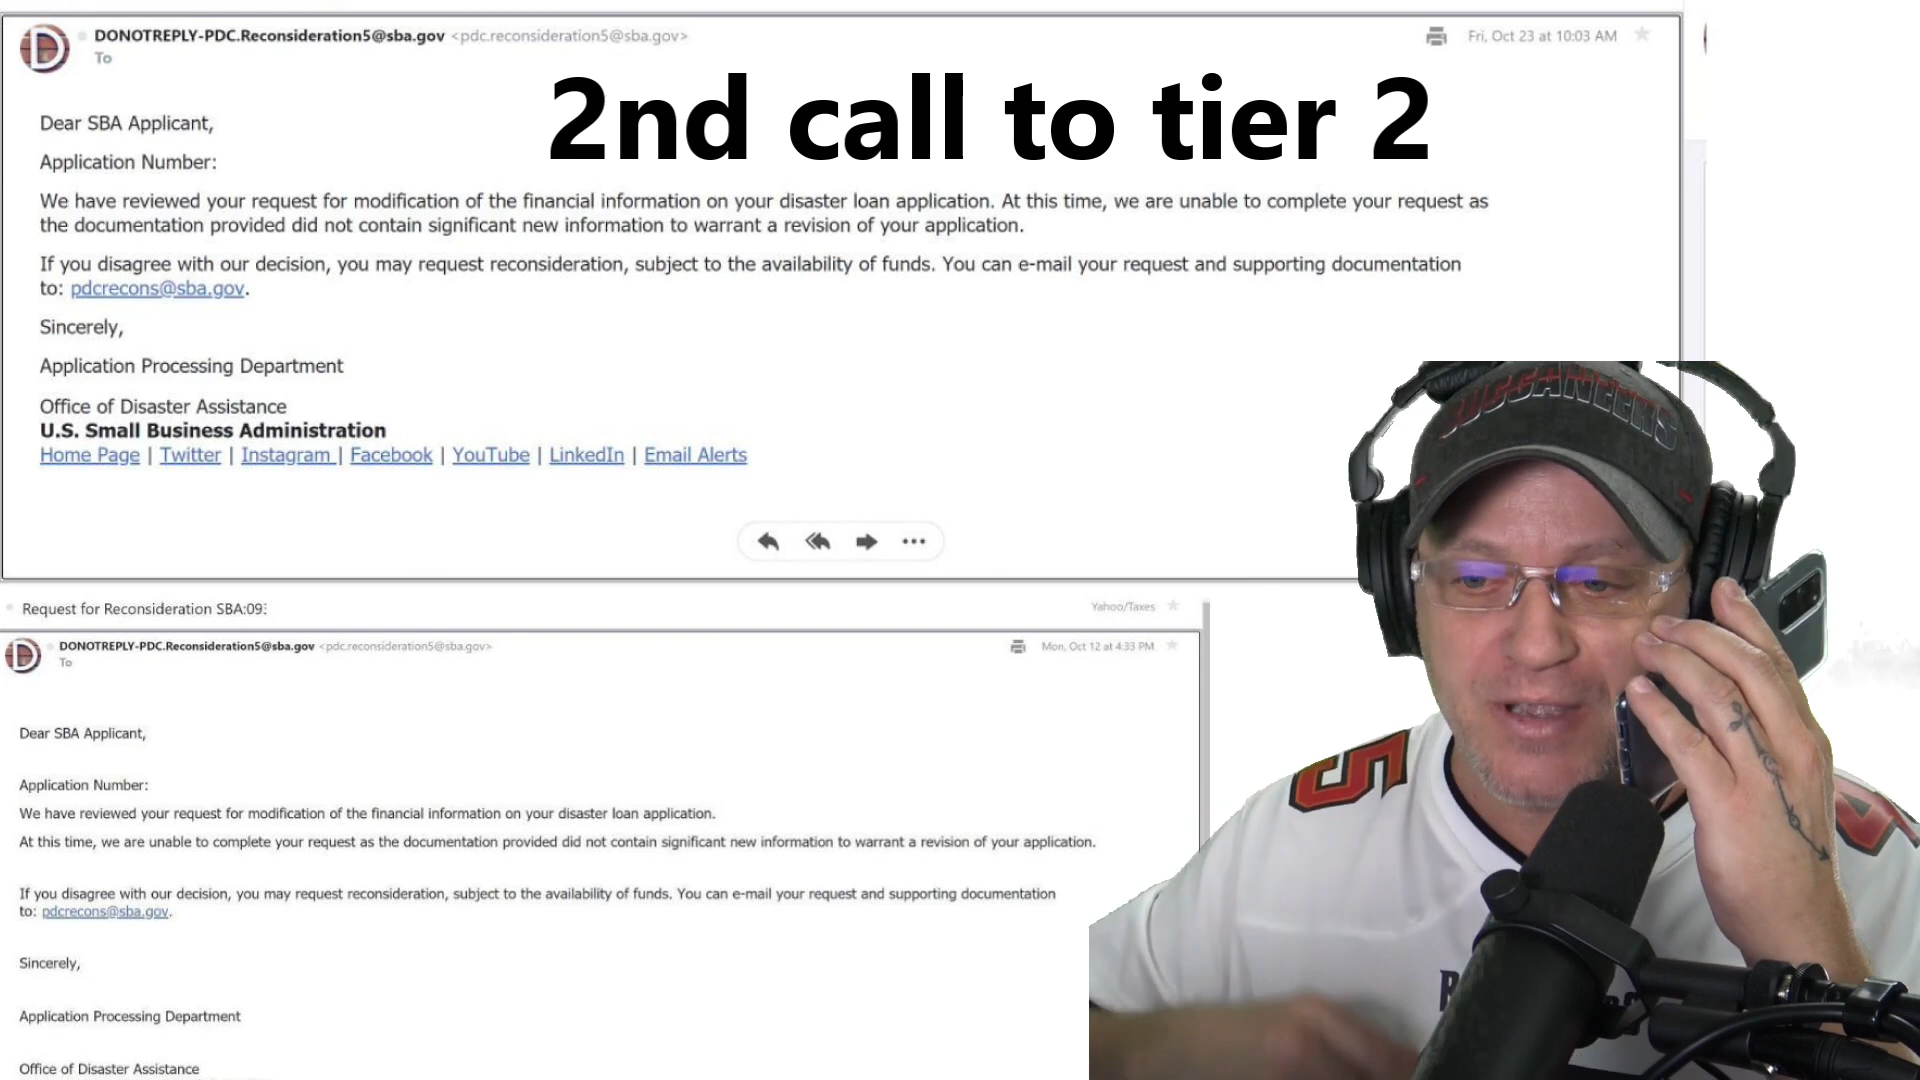 DONOTREPLY-PDC.Reconsideration5@sba.gov <pdc.reconsideration5@sba.gov>
Fri, Oct 23 at 10:03 AM
To
2nd call to tier 2
Dear SBA Applicant,
Application Number:
We have reviewed your request for modification of the financial information on your disaster loan application. At this time, we are unable to complete your request as
the documentation provided did not contain significant new information to warrant a revision of your application.
If you disagree with our decision, you may request reconsideration, subject to the availability of funds. You can e-mail your request and supporting documentation
to: pdcrecons@sba.gov.
Sincerely,
Application Processing Department
Office of Disaster Assistance
U.S. Small Business Administration
Home Page | Twitter | Instagram | Facebook | YouTube | LinkedIn | Email Alerts
Request for Reconsideration SBA:09:
Yahoo/Taxes
DONOTREPLY-PDC.Reconsideration5@sba.gov <pdc.reconsideration5@sba.gov>
Mon, Oct 12 at 4:33 PM
To
Dear SBA Applicant,
Application Number:
We have reviewed your request for modification of the financial information on your disaster loan application.
At this time, we are unable to complete your request as the documentation provided did not contain significant new information to warrant a revision of your application.
If you disagree with our decision, you may request reconsideration, subject to the availability of funds. You can e-mail your request and supporting documentation
to: pdcrecons@sba.gov.
Sincerely,
Application Processing Department
Office of Disaster Assistance
BUCCANEERS
5